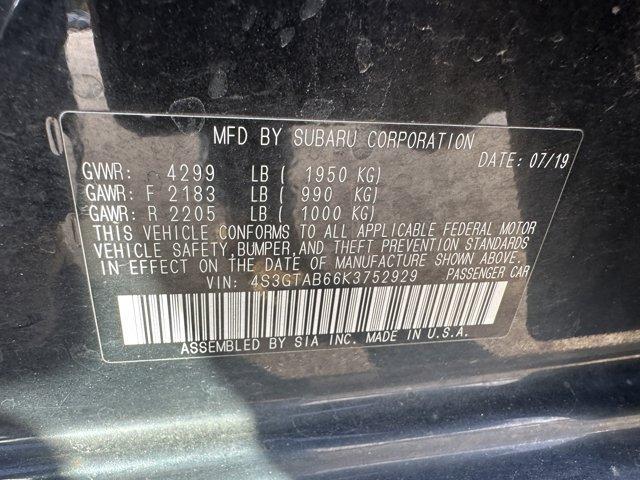 MFD BY SUBARU CORPORATION
DATE: 07/19
GVWR: 4299 LB ( 1950 KG)
GAWR: F 2183 LB ( 990 KG)
GAWR: R 2205 LB ( 1000 KG)
THIS VEHICLE CONFORMS TO ALL APPLICABLE FEDERAL MOTOR
VEHICLE SAFETY, BUMPER, AND THEFT PREVENTION STANDARDS
IN EFFECT ON THE DATE OF MANUFACTURE SHOWN ABOVE.
VIN: 4S3GTAB66K3752929 PASSENGER CAR
ASSEMBLED BY SIA INC. MADE IN U.S.A.